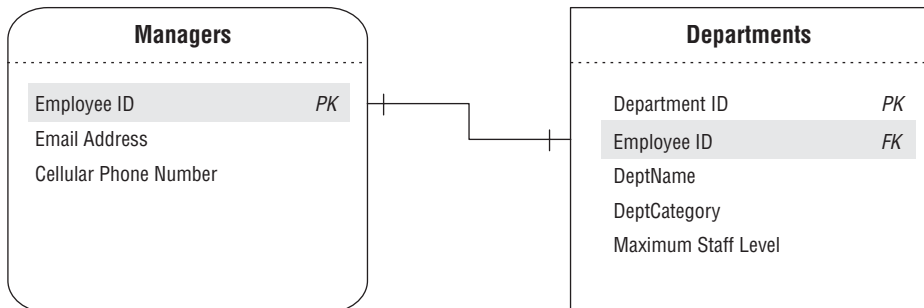 Managers
Employee ID PK
Email Address
Cellular Phone Number
Departments
Department ID PK
Employee ID FK
DeptName
DeptCategory
Maximum Staff Level